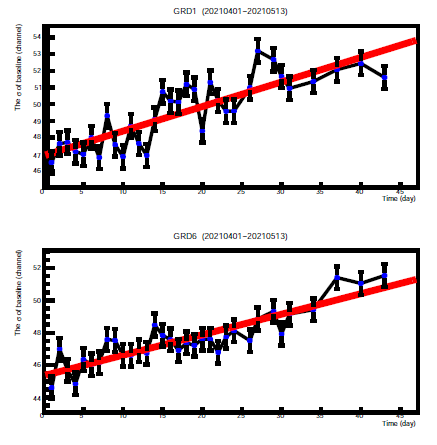 GRD1 (20210401~20210513)
The σ of baseline (channel)
54
53
52
51
50
49
48
47
46
0 5 10 15 20 25 30 35 40 45
Time (day)
GRD6 (20210401~20210513)
The σ of baseline (channel)
52
50
48
46
44
0 5 10 15 20 25 30 35 40 45
Time (day)